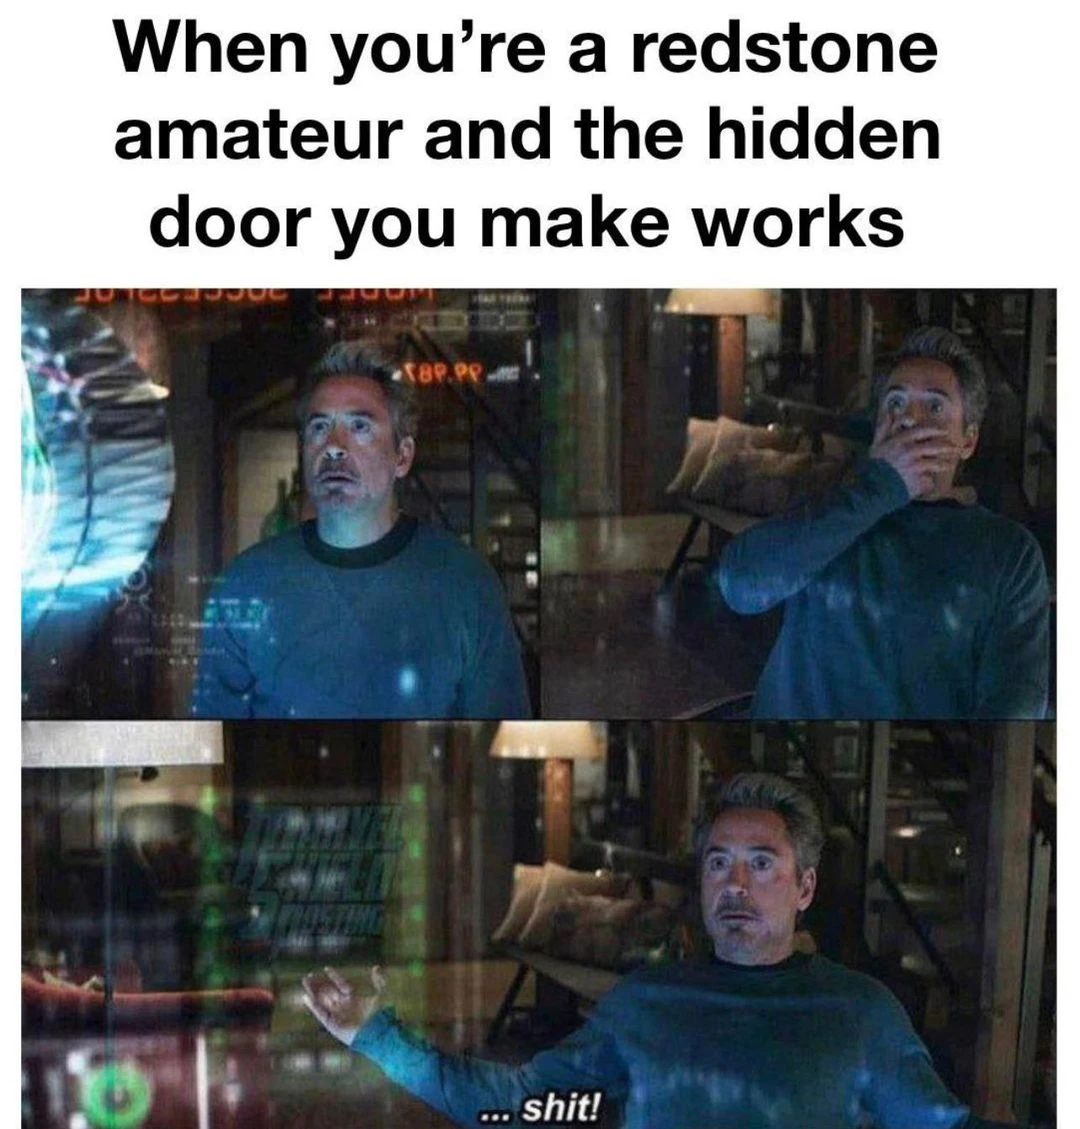 When you’re a redstone
amateur and the hidden
door you make works
... shit!